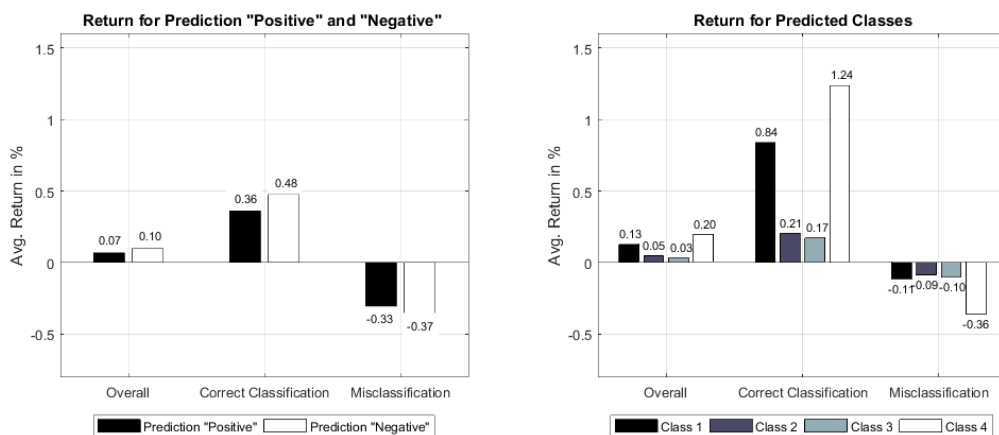 Return for Prediction "Positive" and "Negative"
Avg. Return in %
1.5
1
0.5
0
-0.5
0.07
0.10
0.36
0.48
-0.33
-0.37
Overall
Correct Classification
Misclassification
Prediction "Positive"
Prediction "Negative"
Return for Predicted Classes
Avg. Return in %
1.5
1
0.5
0
-0.5
0.13
0.05
0.03
0.20
0.84
0.21
0.17
1.24
-0.11
-0.09
-0.10
-0.36
Overall
Correct Classification
Misclassification
Class 1
Class 2
Class 3
Class 4